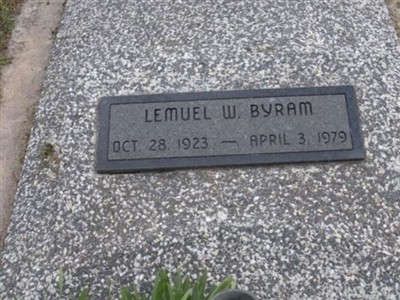 LEMUEL W. BYRAM
OCT. 28. 1923 — APRIL 3. 1979